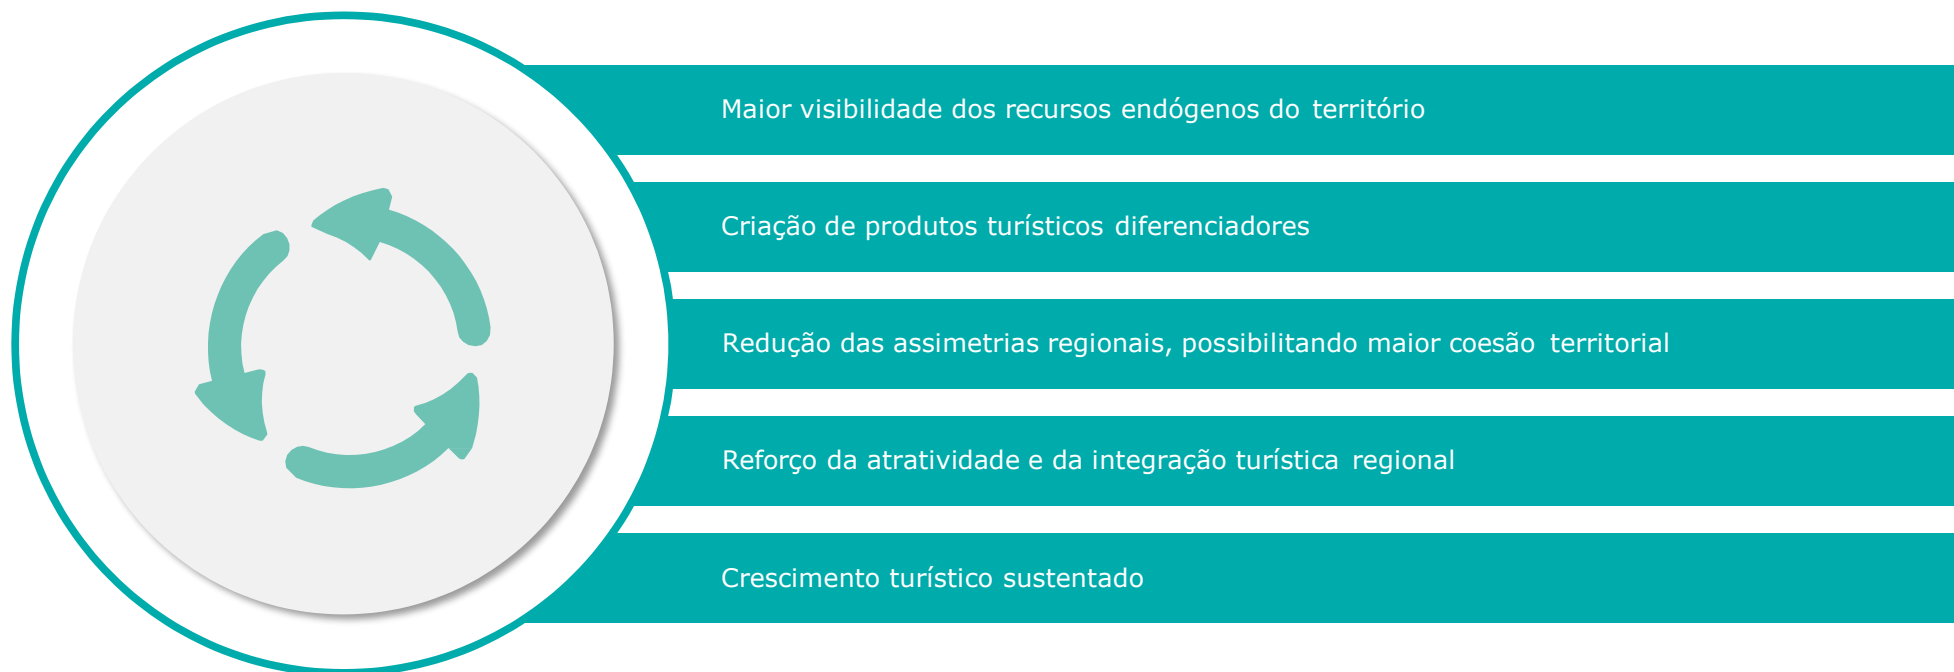 Maior visibilidade dos recursos endógenos do território
Criação de produtos turísticos diferenciadores
Redução das assimetrias regionais, possibilitando maior coesão territorial
Reforço da atratividade e da integração turística regional
Crescimento turístico sustentado